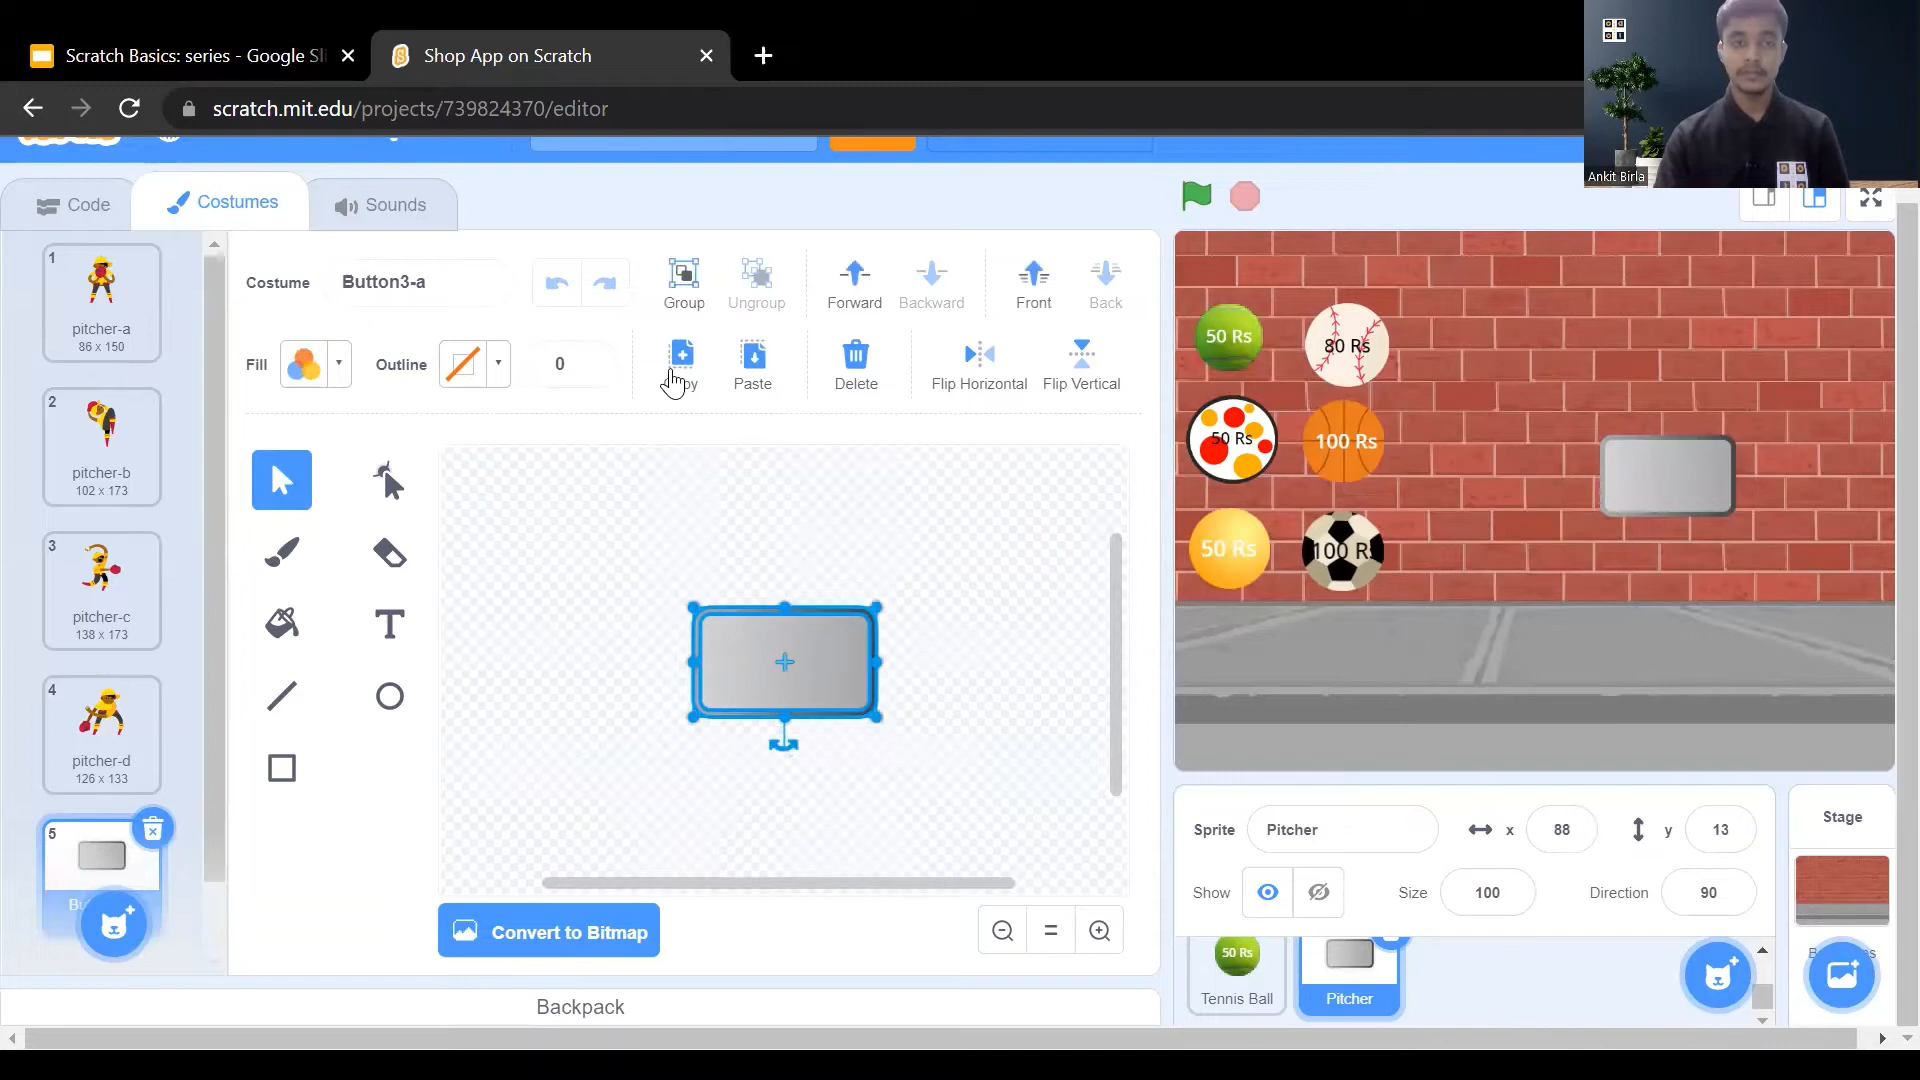 Scratch Basics: series - Google Sli
Shop App on Scratch
scratch.mit.edu/projects/739824370/editor
Ankit Birla
Code
Costumes
Sounds
1
pitcher-a
86 x 150
2
pitcher-b
102 x 173
3
pitcher-c
138 x 173
4
pitcher-d
126 x 133
5
Costume
Button3-a
Group
Ungroup
Forward
Backward
Front
Back
Fill
Outline
0
Paste
Delete
Flip Horizontal
Flip Vertical
Convert to Bitmap
Backpack
50 Rs
80 Rs
50 Rs
100 Rs
50 Rs
100 R
Sprite
Pitcher
x
88
y
13
Show
Size
100
Direction
90
50 Rs
Tennis Ball
Pitcher
Stage